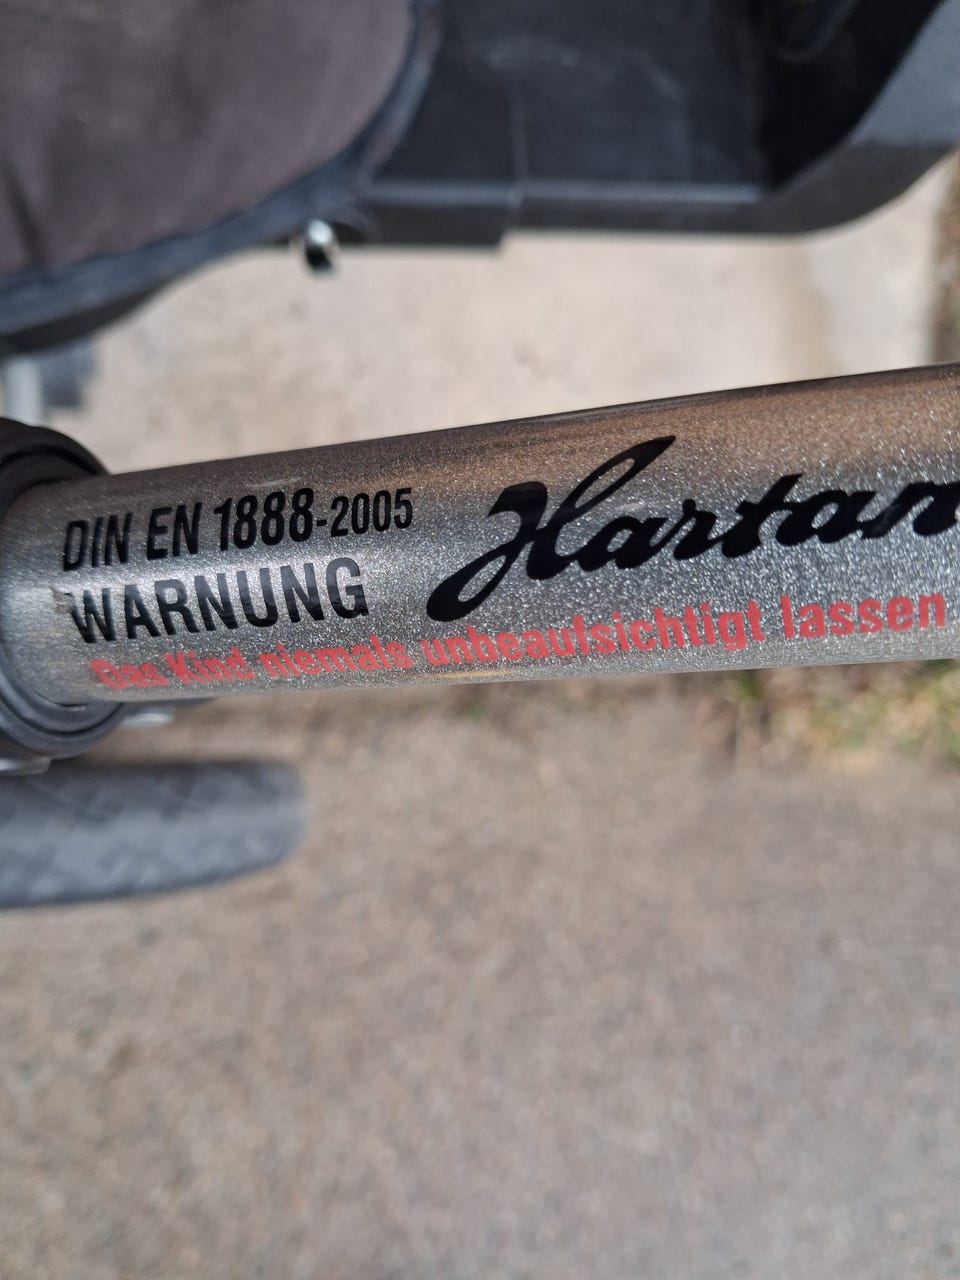 DIN EN 1888-2005
WARNUNG
Hartan
Das Kind niemals unbeaufsichtigt lassen